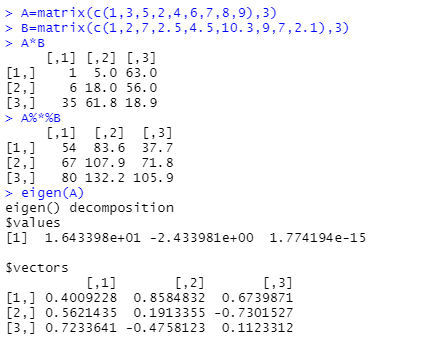 > A=matrix(c(1,3,5,2,4,6,7,8,9),3)
> B=matrix(c(1,2,7,2.5,4.5,10.3,9,7,2.1),3)
> A*B
     [,1] [,2] [,3]
[1,]    1  5.0 63.0
[2,]    6 18.0 56.0
[3,]   35 61.8 18.9
> A%*%B
     [,1]  [,2]  [,3]
[1,]   54  83.6  37.7
[2,]   67 107.9  71.8
[3,]   80 132.2 105.9
> eigen(A)
eigen() decomposition
$values
[1]  1.643398e+01 -2.433981e+00  1.774194e-15

$vectors
          [,1]       [,2]       [,3]
[1,] 0.4009228  0.8584832  0.6739871
[2,] 0.5621435  0.1913355 -0.7301527
[3,] 0.7233641 -0.4758123  0.1123312